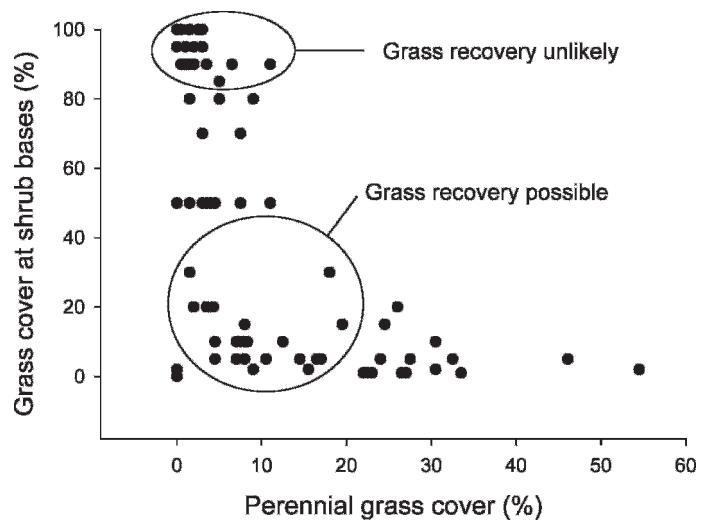 Grass cover at shrub bases (%)
100
80
60
40
20
0
Grass recovery unlikely
Grass recovery possible
0 10 20 30 40 50 60
Perennial grass cover (%)